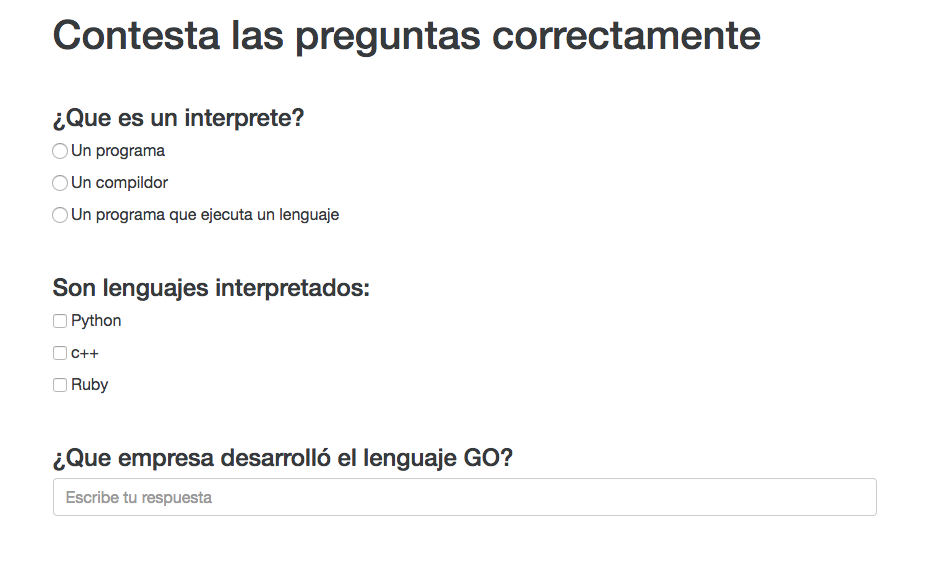 Contesta las preguntas correctamente
¿Que es un interprete?
Un programa
Un compildor
Un programa que ejecuta un lenguaje
Son lenguajes interpretados:
Python
c++
Ruby
¿Que empresa desarrolló el lenguaje GO?
Escribe tu respuesta